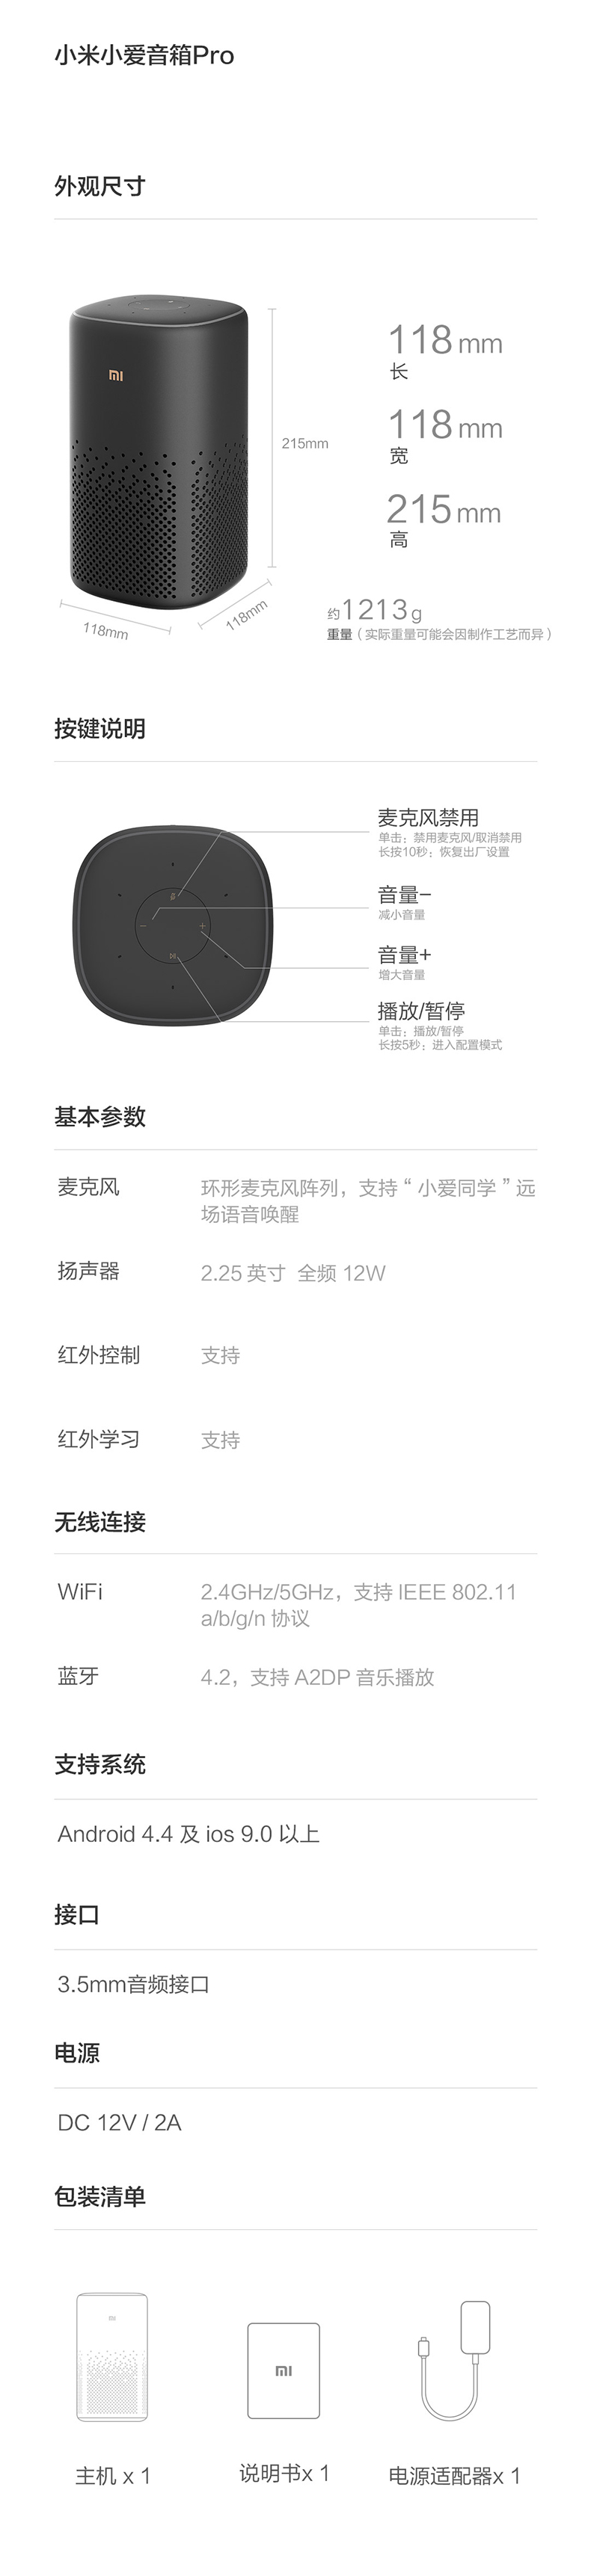 小米小爱音箱Pro
外观尺寸
mi
215mm
118mm
118mm
118 mm
长
118 mm
宽
215 mm
高
约1213g
重量（实际重量可能会因制作工艺而异）
按键说明
麦克风禁用
单击：禁用麦克风/取消禁用
长按10秒：恢复出厂设置
音量-
减小音量
音量+
增大音量
播放/暂停
单击：播放/暂停
长按5秒：进入配置模式
基本参数
麦克风
环形麦克风阵列，支持“小爱同学”远
场语音唤醒
扬声器
2.25 英寸 全频 12W
红外控制
支持
红外学习
支持
无线连接
WiFi
2.4GHz/5GHz，支持 IEEE 802.11
a/b/g/n 协议
蓝牙
4.2，支持 A2DP 音乐播放
支持系统
Android 4.4 及 ios 9.0 以上
接口
3.5mm音频接口
电源
DC 12V / 2A
包装清单
mi
mi
主机 x 1
说明书x 1
电源适配器x 1